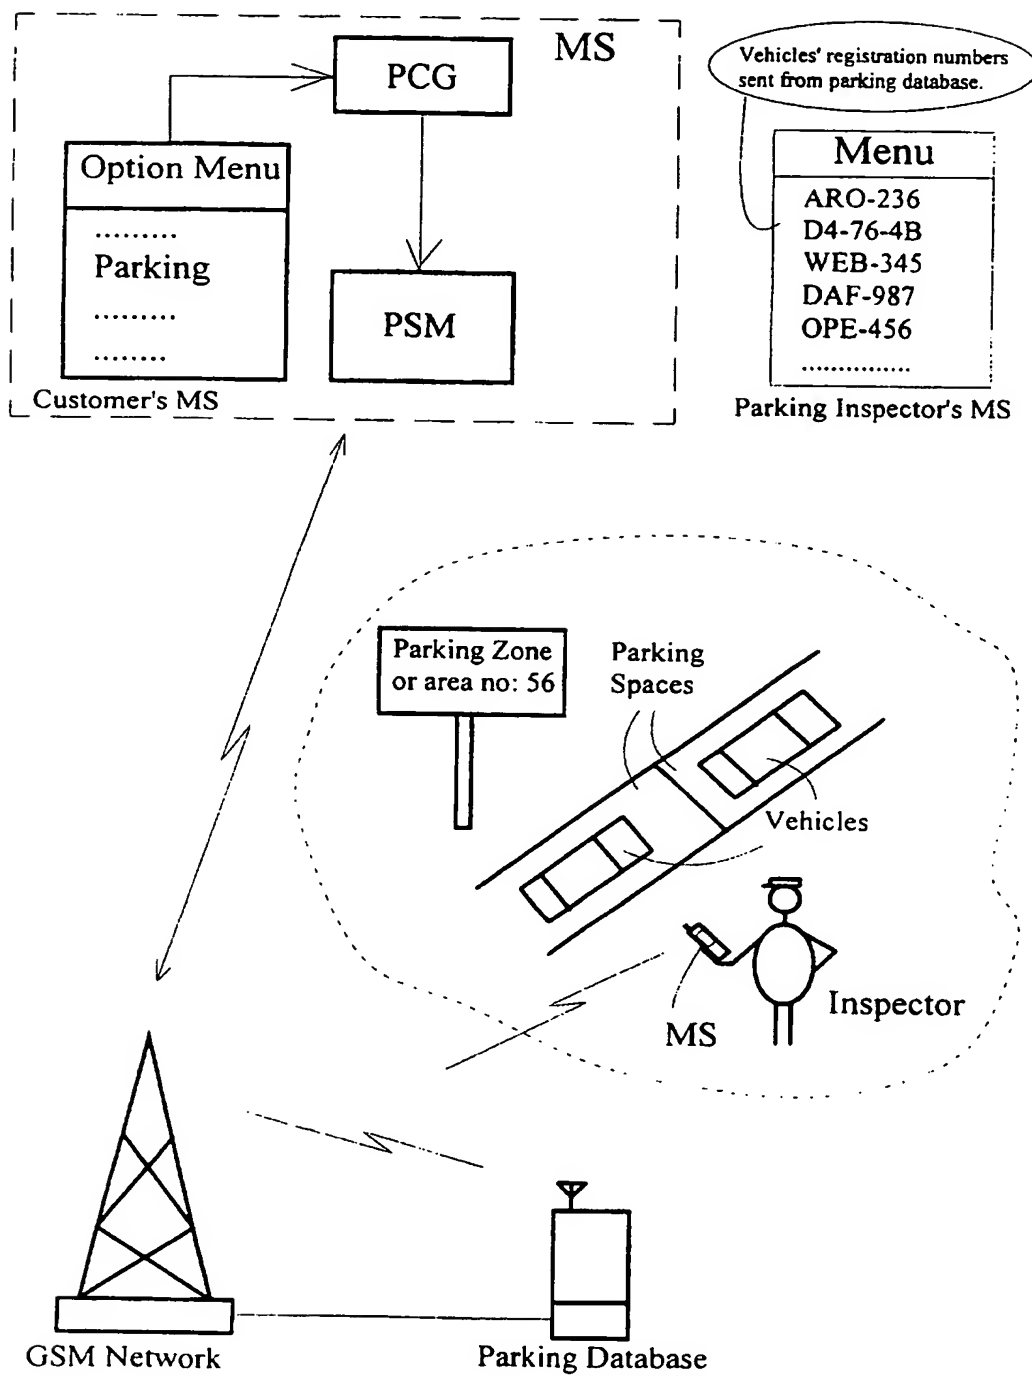 MS
PCG
Option Menu
.........
Parking
.........
........
PSM
Customer's MS
Vehicles' registration numbers
sent from parking database.
Menu
ARO-236
D4-76-4B
WEB-345
DAF-987
OPE-456
...............
Parking Inspector's MS
Parking Zone
or area no: 56
Parking
Spaces
Vehicles
MS
Inspector
GSM Network
Parking Database